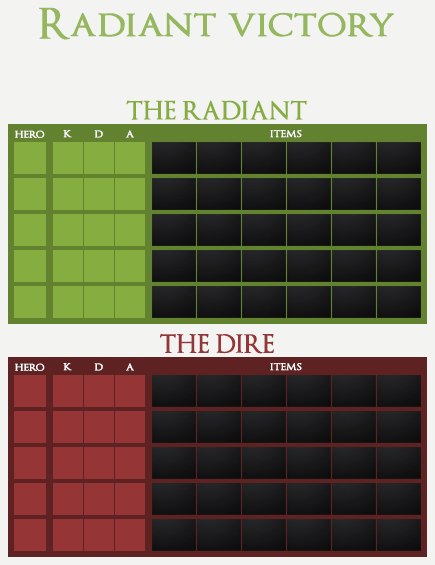 RADIANT VICTORY
THE RADIANT
HERO K D A ITEMS
THE DIRE
HERO K D A ITEMS